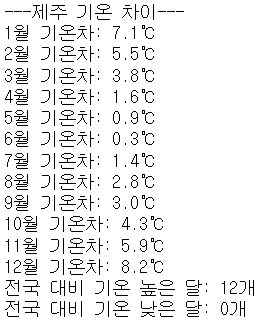 ---제주 기온 차이---
1월 기온차: 7.1℃
2월 기온차: 5.5℃
3월 기온차: 3.8℃
4월 기온차: 1.6℃
5월 기온차: 0.9℃
6월 기온차: 0.3℃
7월 기온차: 1.4℃
8월 기온차: 2.8℃
9월 기온차: 3.0℃
10월 기온차: 4.3℃
11월 기온차: 5.9℃
12월 기온차: 8.2℃
전국 대비 기온 높은 달: 12개
전국 대비 기온 낮은 달: 0개